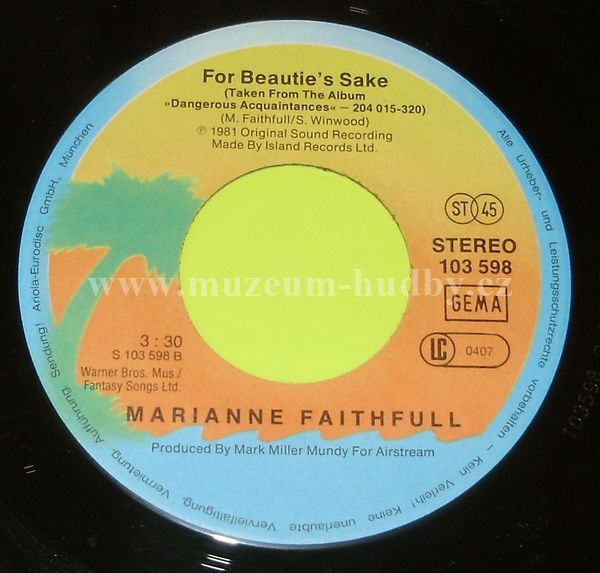 For Beautie's Sake
(Taken From The Album
»Dangerous Acquaintances« – 204 015-320)
(M. Faithfull/S. Winwood)
℗ 1981 Original Sound Recording
Made By Island Records Ltd.
ST 45
STEREO
103 598
GEMA
LC 0407
3 : 30
S 103 598 B
Warner Bros. Mus./
Fantasy Songs Ltd.
MARIANNE FAITHFULL
Produced By Mark Miller Mundy For Airstream
Alle Urheber- und Leistungsschutzrechte vorbehalten – Kein Verleih! Keine unerlaubte Vervielfältigung, Vermietung, Aufführung, Sendung! Ariola-Eurodisc GmbH., München
www.muzeum-hudby.cz